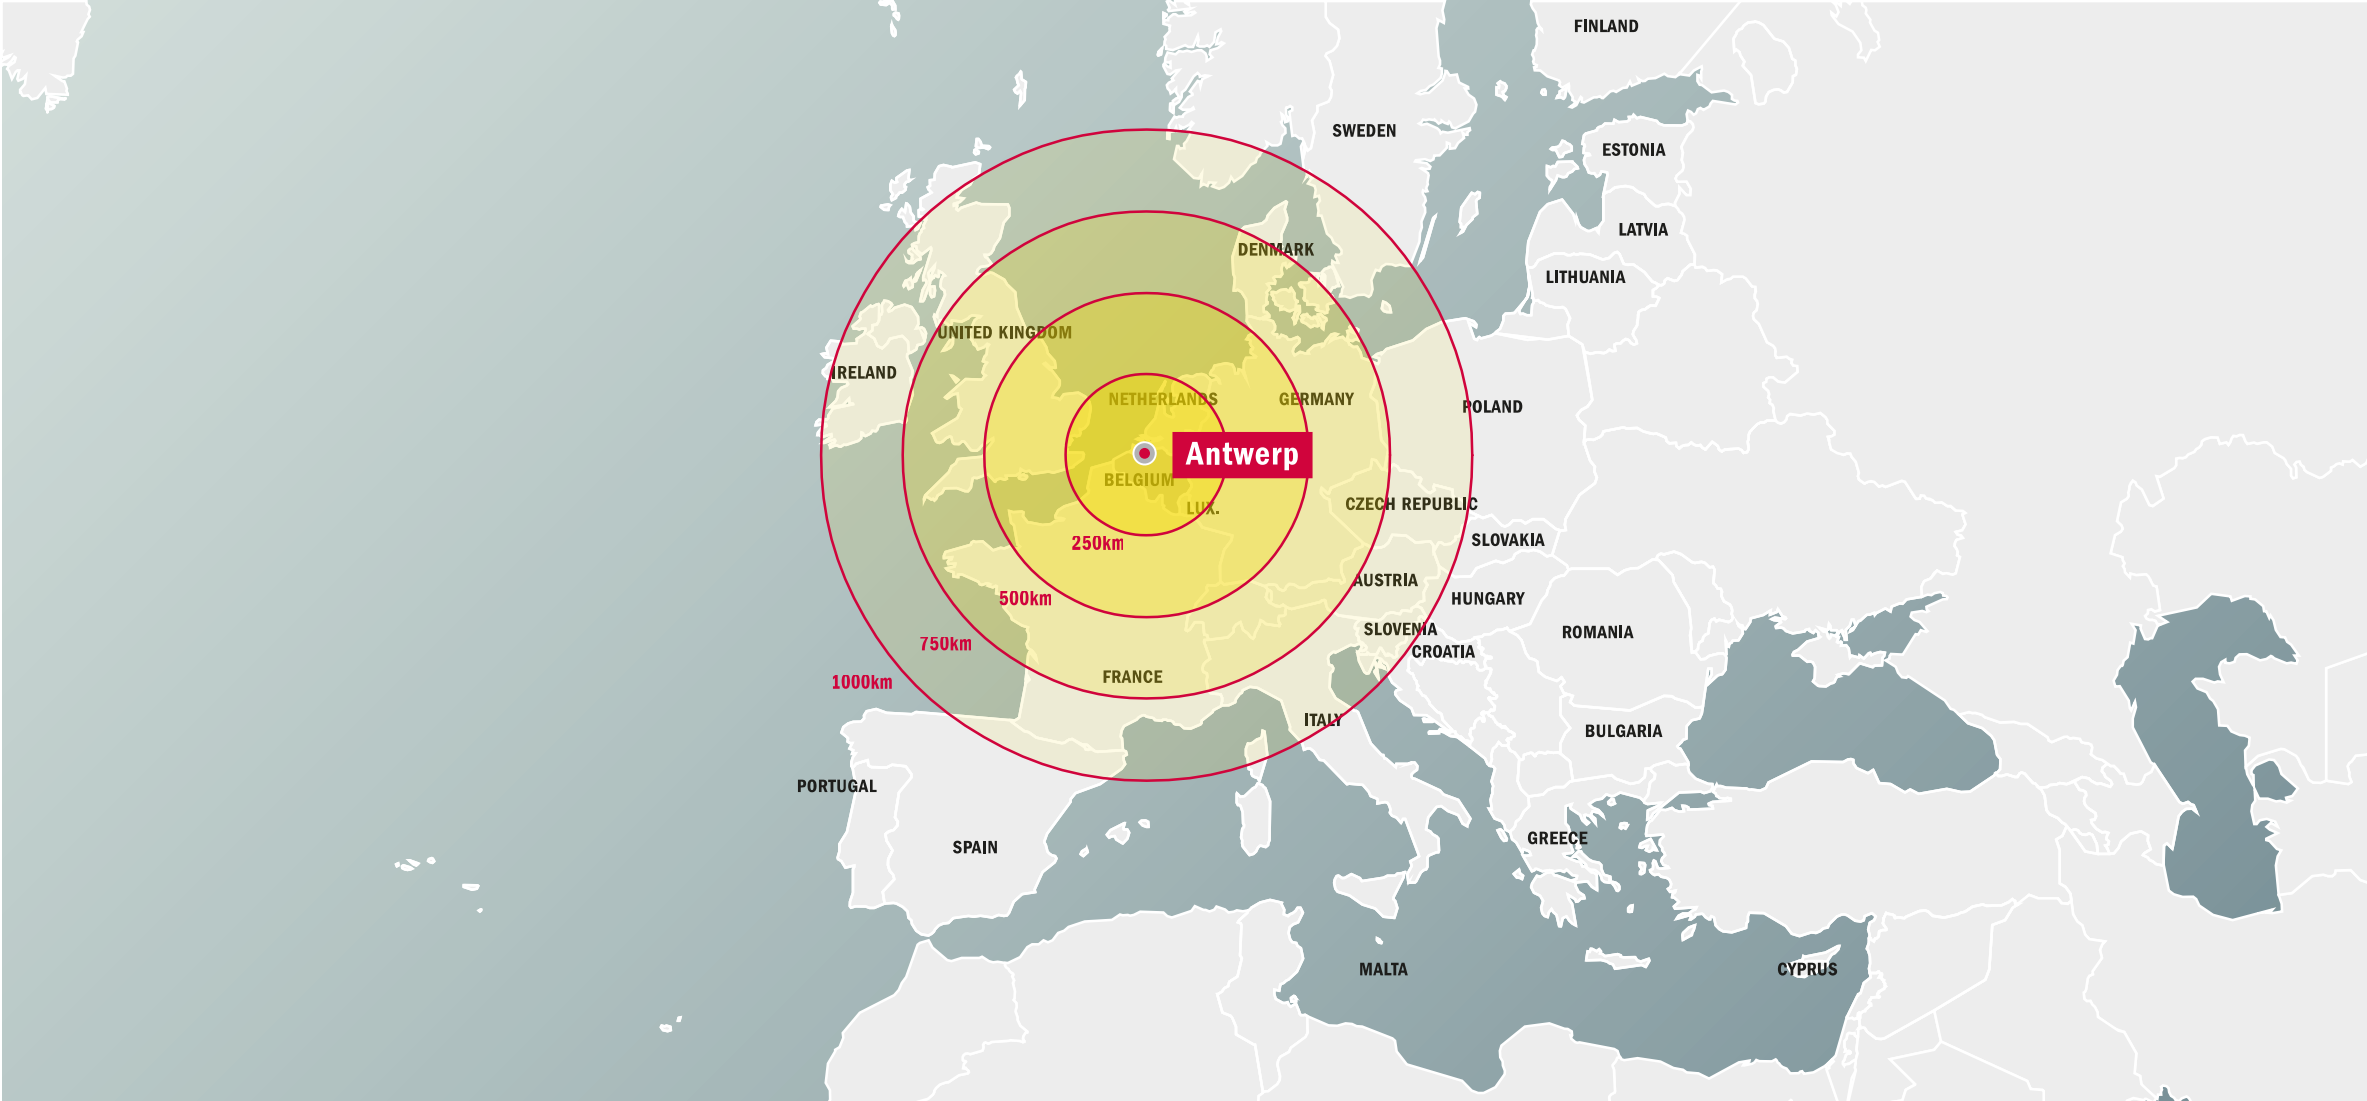 FINLAND
SWEDEN
ESTONIA
LATVIA
DENMARK
LITHUANIA
UNITED KINGDOM
IRELAND
NETHERLANDS
GERMANY
POLAND
Antwerp
BELGIUM
LUX.
CZECH REPUBLIC
SLOVAKIA
250km
AUSTRIA
500km
HUNGARY
SLOVENIA
ROMANIA
750km
CROATIA
FRANCE
1000km
ITALY
BULGARIA
PORTUGAL
GREECE
SPAIN
MALTA
CYPRUS